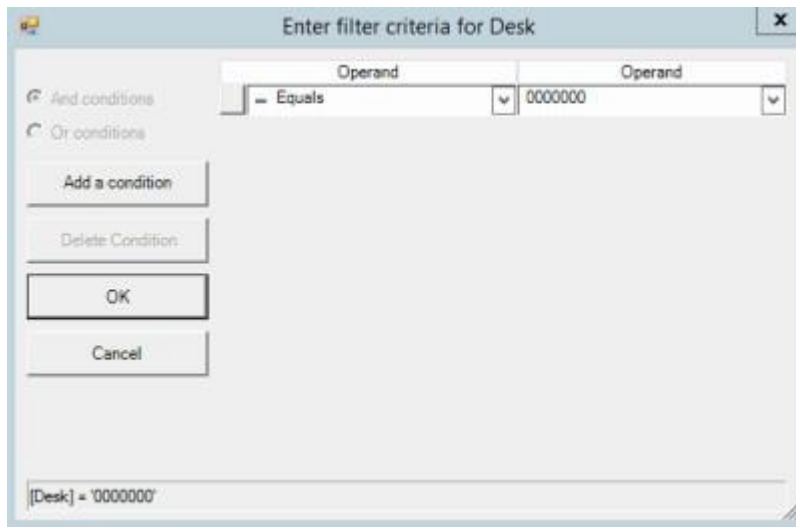 Enter filter criteria for Desk
x
Operand Operand
And conditions
= Equals 0000000
Or conditions
Add a condition
Delete Condition
OK
Cancel
[Desk] = '0000000'